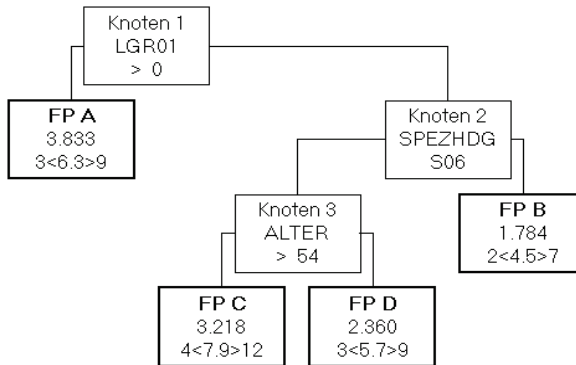 Knoten 1
LGR01
> 0
FP A
3.833
3<6.3>9
Knoten 2
SPEZHDG
S06
Knoten 3
ALTER
> 54
FP B
1.784
2<4.5>7
FP C
3.218
4<7.9>12
FP D
2.360
3<5.7>9